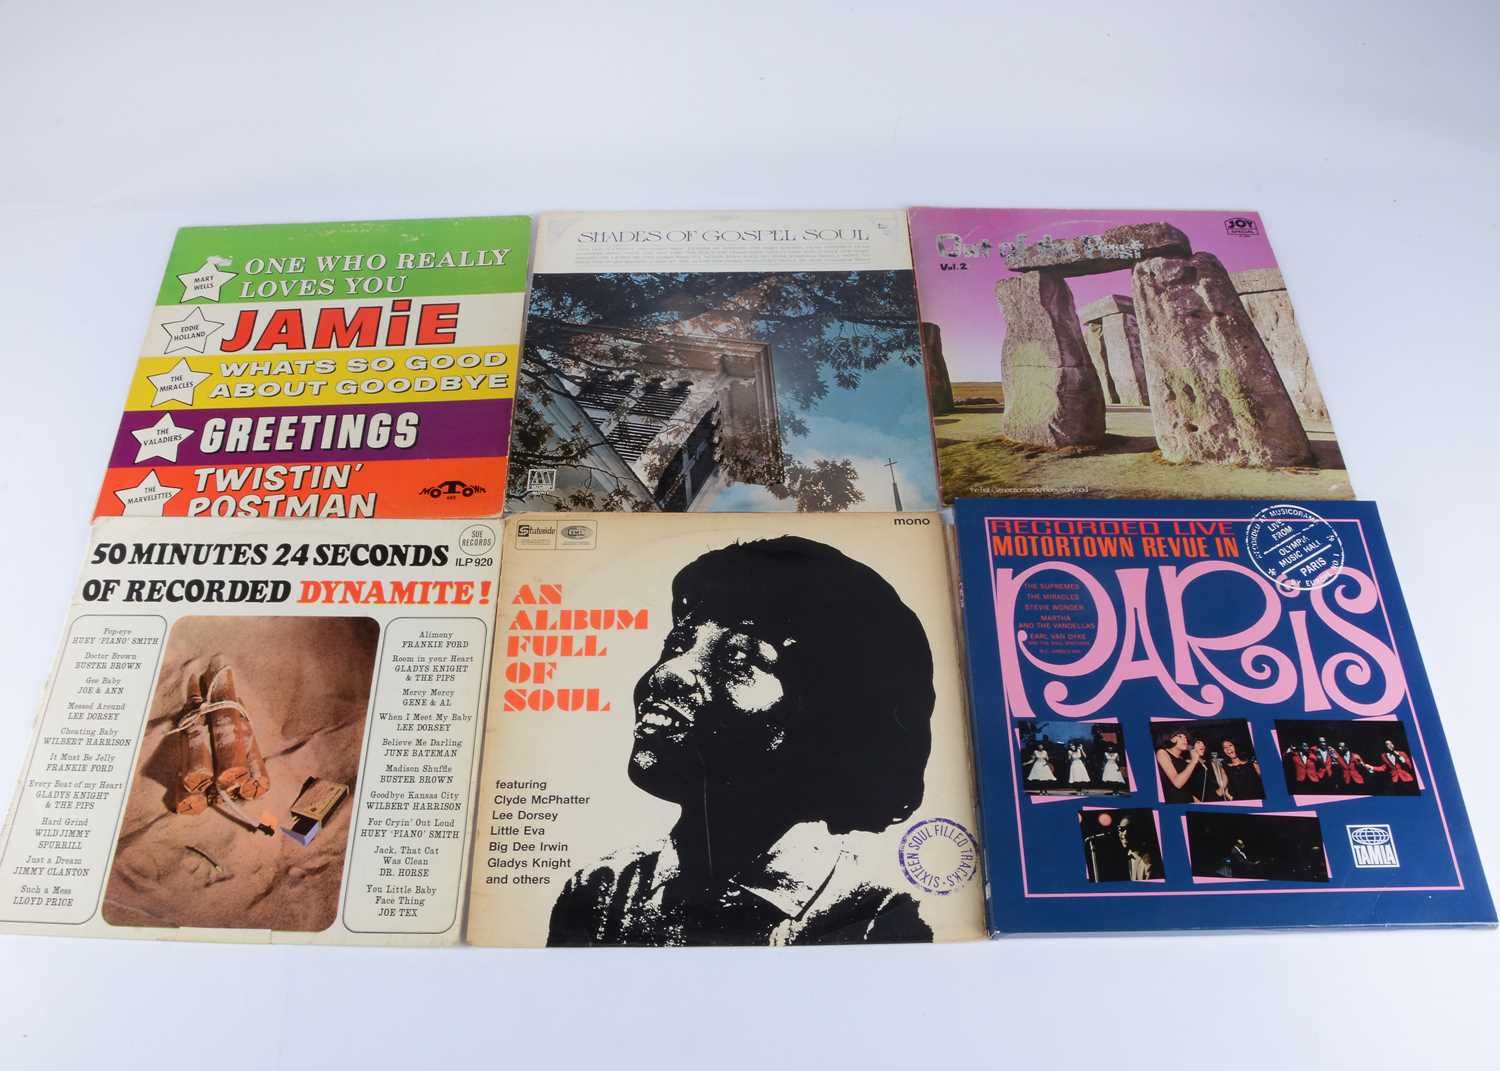 MARY
WELLS
ONE WHO REALLY
LOVES YOU
EDDIE
HOLLAND
JAMiE
THE
MIRACLES
WHATS SO GOOD
ABOUT GOODBYE
THE
VALADIERS
GREETINGS
THE
MARVELETTES
TWISTIN'
POSTMAN
MOTOWN
SHADES OF GOSPEL SOUL
Out of the Past
Vol.2
JOY
SPECIAL
50 MINUTES 24 SECONDS
OF RECORDED DYNAMITE!
SUE
RECORDS
ILP 920
Pop-eye
HUEY 'PIANO' SMITH
Doctor Brown
BUSTER BROWN
Gee Baby
JOE & ANN
Messed Around
LEE DORSEY
Cheating Baby
WILBERT HARRISON
It Must Be Jelly
FRANKIE FORD
Every Beat of my Heart
GLADYS KNIGHT
& THE PIPS
Hard Grind
WILD JIMMY
SPURRILL
Just a Dream
JIMMY CLANTON
Such a Mess
LLOYD PRICE
Alimony
FRANKIE FORD
Room in your Heart
GLADYS KNIGHT
& THE PIPS
Mercy Mercy
GENE & AL
When I Meet My Baby
LEE DORSEY
Believe Me Darling
JUNE BATEMAN
Madison Shuffle
BUSTER BROWN
Goodbye Kansas City
WILBERT HARRISON
For Cryin' Out Loud
HUEY 'PIANO' SMITH
Jack, That Cat
Was Clean
DR. HORSE
You Little Baby
Face Thing
JOE TEX
Stateside
EMI
mono
AN
ALBUM
FULL
OF
SOUL
featuring
Clyde McPhatter
Lee Dorsey
Little Eva
Big Dee Irwin
Gladys Knight
and others
SIXTEEN SOUL FILLED TRACKS
RECORDED LIVE
MOTORTOWN REVUE IN
PARiS
RECORDED AT MUSICORAMA
LIVE
FROM
OLYMPIA
MUSIC HALL
PARIS
THE SUPREMES
THE MIRACLES
STEVIE WONDER
MARTHA
AND THE VANDELLAS
EARL VAN DYKE
TAMLA